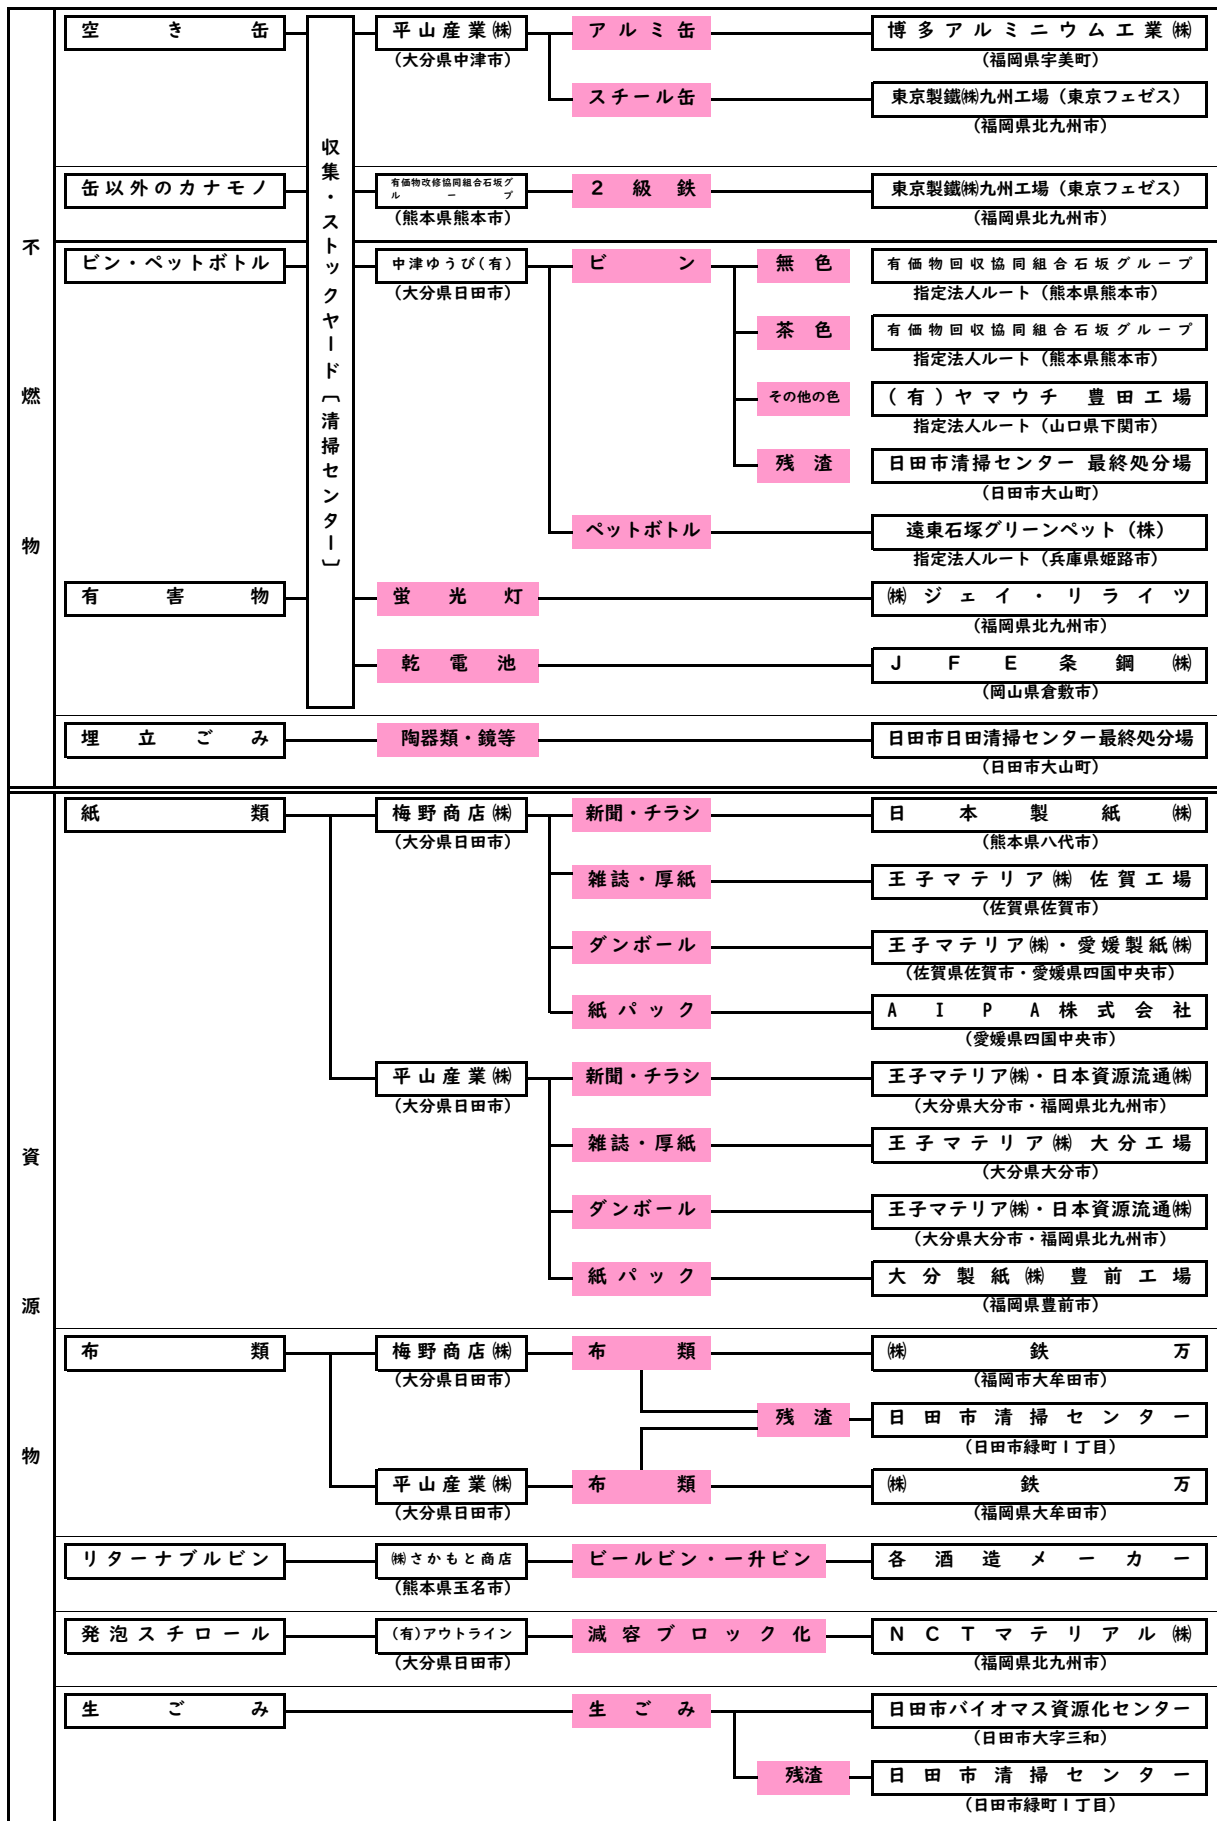 不燃物
収集・ストックヤード〔清掃センター〕
空き缶
平山産業㈱
(大分県中津市)
アルミ缶
博多アルミニウム工業㈱
(福岡県宇美町)
スチール缶
東京製鐵㈱九州工場（東京フェゼス）
(福岡県北九州市)
缶以外のカナモノ
有価物改修協同組合石坂グ
ループ
(熊本県熊本市)
2級鉄
東京製鐵㈱九州工場（東京フェゼス）
(福岡県北九州市)
ビン・ペットボトル
中津ゆうび(有)
(大分県日田市)
ビン
無色
有価物回収協同組合石坂グループ
指定法人ルート（熊本県熊本市）
茶色
有価物回収協同組合石坂グループ
指定法人ルート（熊本県熊本市）
その他の色
(有)ヤマウチ 豊田工場
指定法人ルート（山口県下関市）
残渣
日田市清掃センター 最終処分場
(日田市大山町)
ペットボトル
遠東石塚グリーンペット（株）
指定法人ルート（兵庫県姫路市）
有害物
蛍光灯
㈱ジェイ・リライツ
(福岡県北九州市)
乾電池
JFE条鋼㈱
(岡山県倉敷市)
埋立ごみ
陶器類・鏡等
日田市日田清掃センター最終処分場
(日田市大山町)
資源物
紙類
梅野商店㈱
(大分県日田市)
新聞・チラシ
日本製紙㈱
(熊本県八代市)
雑誌・厚紙
王子マテリア㈱ 佐賀工場
(佐賀県佐賀市)
ダンボール
王子マテリア㈱・愛媛製紙㈱
(佐賀県佐賀市・愛媛県四国中央市)
紙パック
AIPA株式会社
(愛媛県四国中央市)
平山産業㈱
(大分県日田市)
新聞・チラシ
王子マテリア㈱・日本資源流通㈱
(大分県大分市・福岡県北九州市)
雑誌・厚紙
王子マテリア㈱ 大分工場
(大分県大分市)
ダンボール
王子マテリア㈱・日本資源流通㈱
(大分県大分市・福岡県北九州市)
紙パック
大分製紙㈱ 豊前工場
(福岡県豊前市)
布類
梅野商店㈱
(大分県日田市)
布類
㈱鉄万
(福岡市大牟田市)
残渣
日田市清掃センター
(日田市緑町1丁目)
平山産業㈱
(大分県日田市)
布類
㈱鉄万
(福岡県大牟田市)
リターナブルビン
㈱さかもと商店
(熊本県玉名市)
ビールビン・一升ビン
各酒造メーカー
発泡スチロール
(有)アウトライン
(大分県日田市)
減容ブロック化
NCTマテリアル㈱
(福岡県北九州市)
生ごみ
生ごみ
日田市バイオマス資源化センター
(日田市大字三和)
残渣
日田市清掃センター
(日田市緑町1丁目)